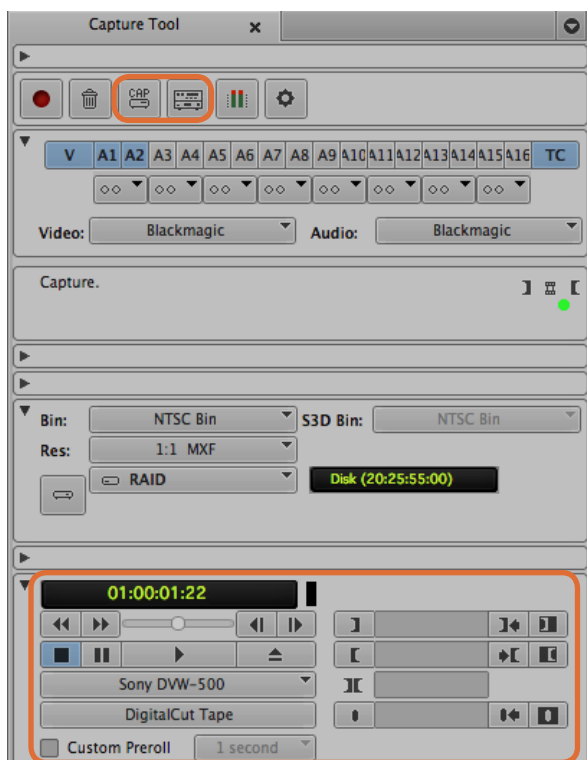 Capture Tool
CAP
V A1 A2 A3 A4 A5 A6 A7 A8 A9 A10 A11 A12 A13 A14 A15 A16 TC
Video: Blackmagic Audio: Blackmagic
Capture.
Bin: NTSC Bin S3D Bin: NTSC Bin
Res: 1:1 MXF
RAID Disk (20:25:55:00)
01:00:01:22
Sony DVW-500
DigitalCut Tape
Custom Preroll 1 second